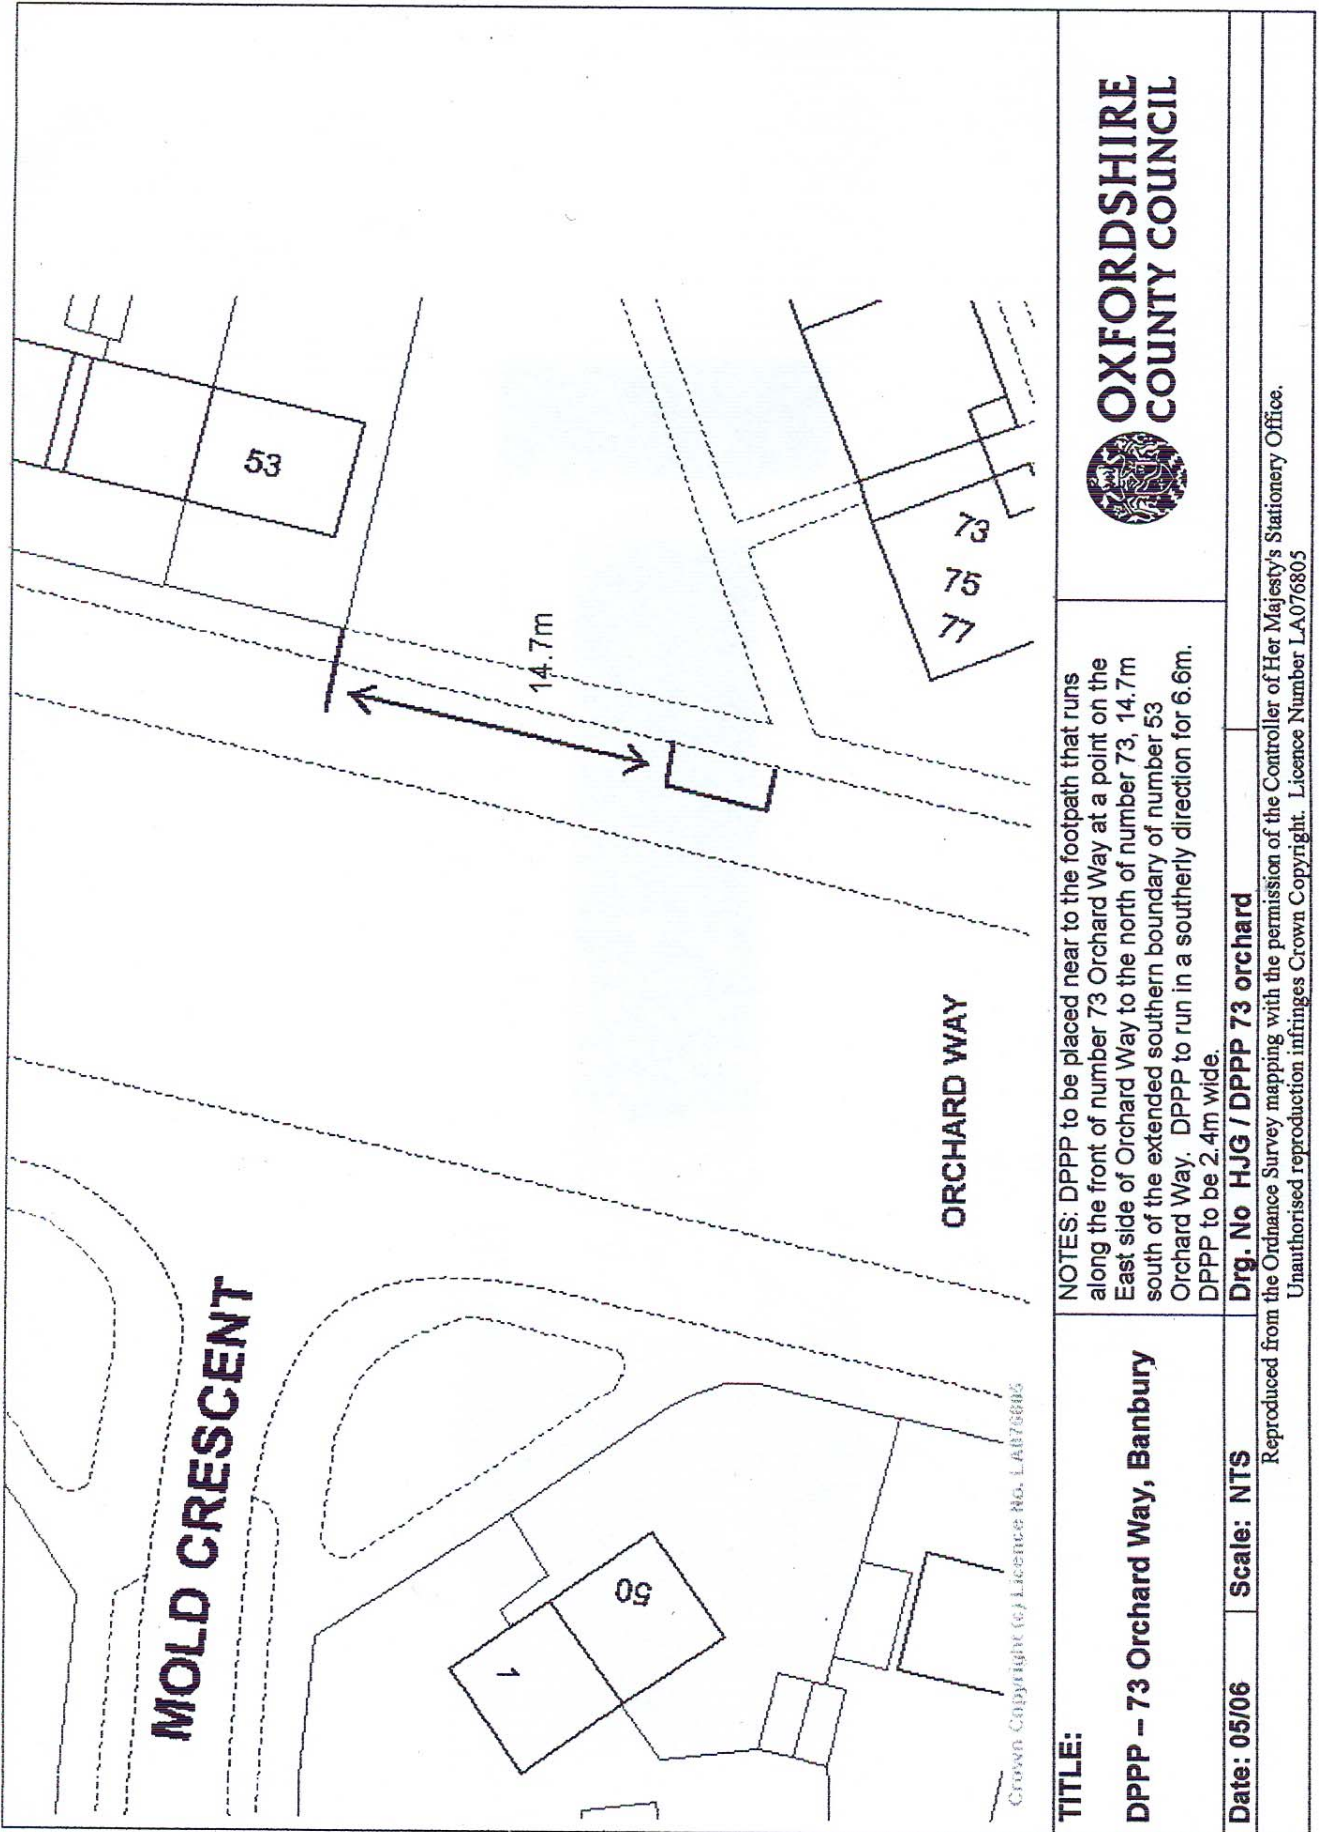 MOLD CRESCENT
53
14.7m
73
75
77
ORCHARD WAY
1
50
Crown Copyright (c) Licence No. LA076805
TITLE:
DPPP – 73 Orchard Way, Banbury
NOTES: DPPP to be placed near to the footpath that runs
along the front of number 73 Orchard Way at a point on the
East side of Orchard Way to the north of number 73, 14.7m
south of the extended southern boundary of number 53
Orchard Way.  DPPP to run in a southerly direction for 6.6m.
DPPP to be 2.4m wide.
OXFORDSHIRE
COUNTY COUNCIL
Date: 05/06
Scale: NTS
Drg. No  HJG / DPPP 73 orchard
Reproduced from the Ordnance Survey mapping with the permission of the Controller of Her Majesty's Stationery Office.
Unauthorised reproduction infringes Crown Copyright.  Licence Number LA076805